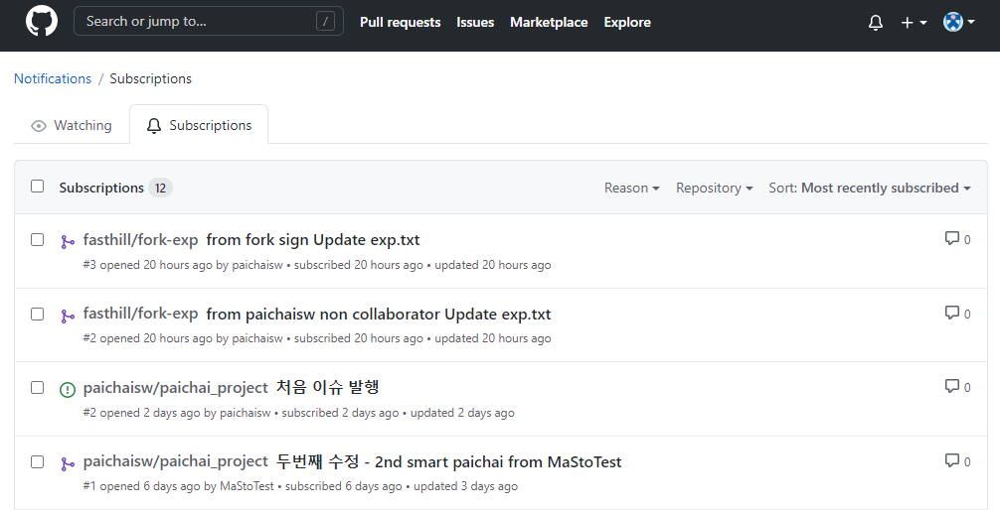 Search or jump to... /
Pull requests Issues Marketplace Explore
Notifications / Subscriptions
Watching Subscriptions
Subscriptions 12 Reason Repository Sort: Most recently subscribed
fasthill/fork-exp from fork sign Update exp.txt 0
#3 opened 20 hours ago by paichaisw • subscribed 20 hours ago • updated 20 hours ago
fasthill/fork-exp from paichaisw non collaborator Update exp.txt 0
#2 opened 20 hours ago by paichaisw • subscribed 20 hours ago • updated 20 hours ago
paichaisw/paichai_project 처음 이슈 발행 0
#2 opened 2 days ago by paichaisw • subscribed 2 days ago • updated 2 days ago
paichaisw/paichai_project 두번째 수정 - 2nd smart paichai from MaStoTest 0
#1 opened 6 days ago by MaStoTest • subscribed 6 days ago • updated 3 days ago